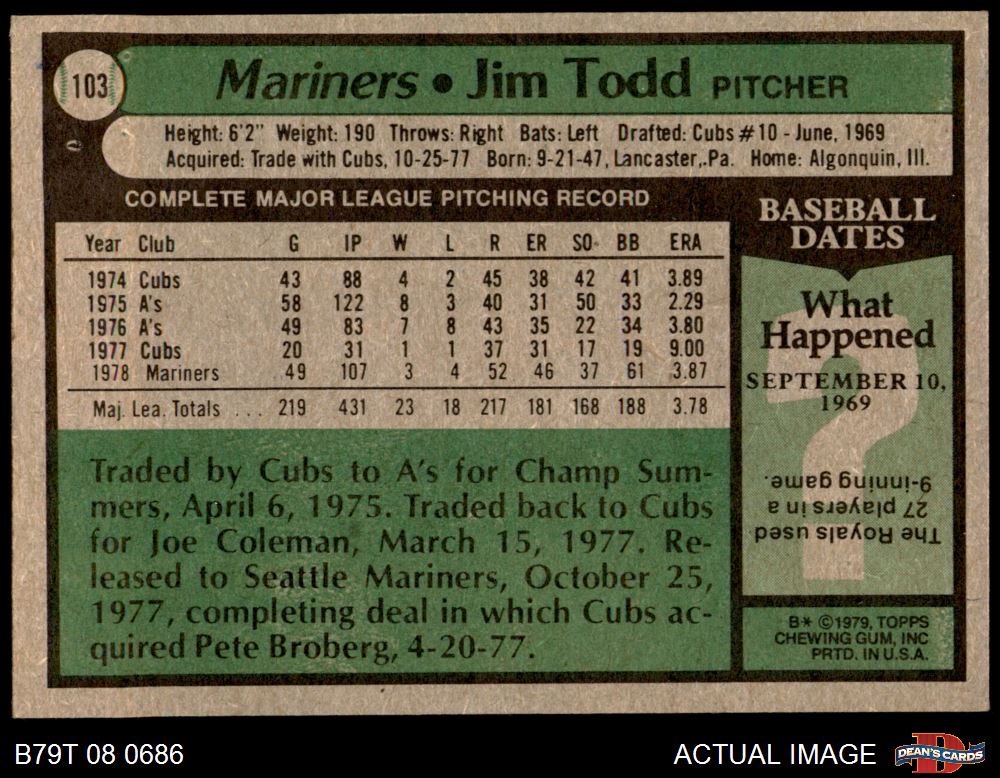 103
Mariners • Jim Todd PITCHER
Height: 6'2" Weight: 190 Throws: Right Bats: Left Drafted: Cubs #10 - June, 1969
Acquired: Trade with Cubs, 10-25-77 Born: 9-21-47, Lancaster, Pa. Home: Algonquin, Ill.
COMPLETE MAJOR LEAGUE PITCHING RECORD
Year Club G IP W L R ER SO BB ERA
1974 Cubs 43 88 4 2 45 38 42 41 3.89
1975 A's 58 122 8 3 40 31 50 33 2.29
1976 A's 49 83 7 8 43 35 22 34 3.80
1977 Cubs 20 31 1 1 37 31 17 19 9.00
1978 Mariners 49 107 3 4 52 46 37 61 3.87
Maj. Lea. Totals ... 219 431 23 18 217 181 168 188 3.78
Traded by Cubs to A's for Champ Sum-
mers, April 6, 1975. Traded back to Cubs
for Joe Coleman, March 15, 1977. Re-
leased to Seattle Mariners, October 25,
1977, completing deal in which Cubs ac-
quired Pete Broberg, 4-20-77.
BASEBALL
DATES
What
Happened
SEPTEMBER 10,
1969
The Royals used
27 players in a
9-inning game.
B* ©1979, TOPPS
CHEWING GUM, INC
PRTD. IN U.S.A.
B79T 08 0686
ACTUAL IMAGE
DEAN'S CARDS